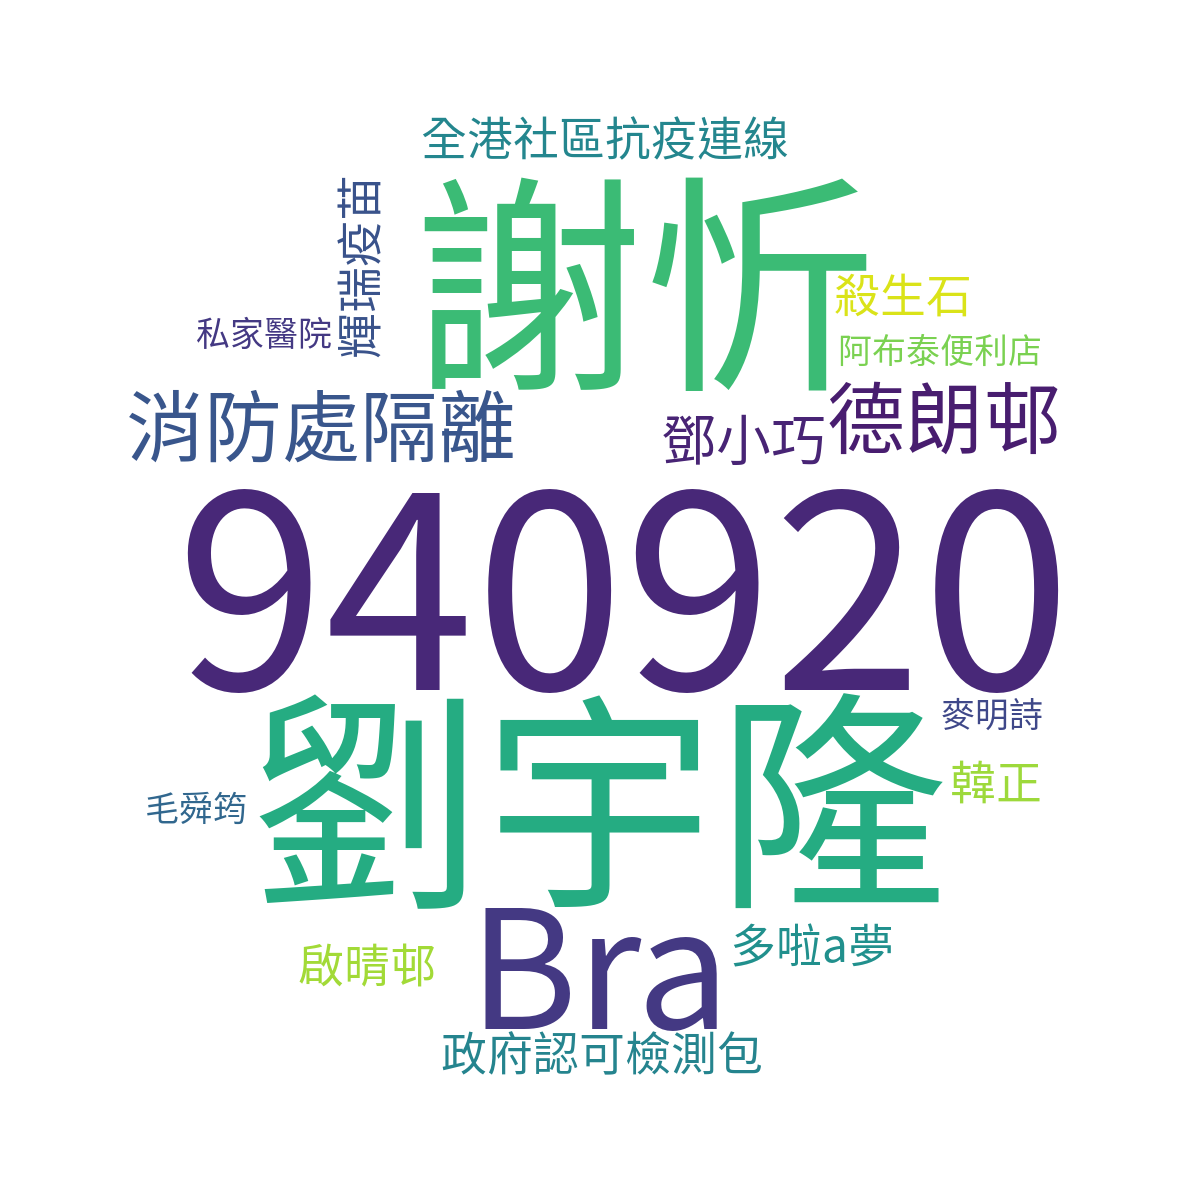 全港社區抗疫連線
謝忻
輝瑞疫苗
殺生石
私家醫院
阿布泰便利店
消防處隔離
鄧小巧
德朗邨
940920
劉宇隆
麥明詩
韓正
毛舜筠
Bra
多啦a夢
啟晴邨
政府認可檢測包